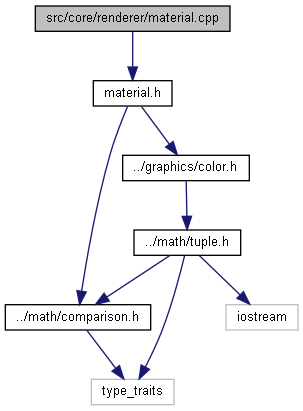 src/core/renderer/material.cpp
material.h
../graphics/color.h
../math/tuple.h
../math/comparison.h
iostream
type_traits